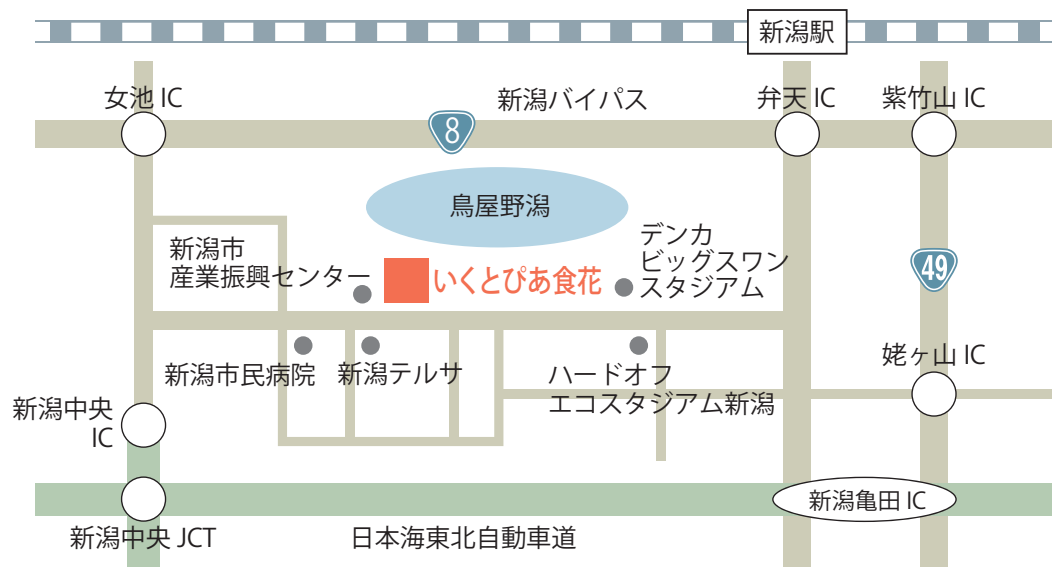 新潟駅
女池 IC
新潟バイパス
弁天 IC
紫竹山 IC
8
鳥屋野潟
新潟市
産業振興センター
いくとぴあ食花
デンカ
ビッグスワン
スタジアム
49
新潟市民病院
新潟テルサ
ハードオフ
エコスタジアム新潟
姥ヶ山 IC
新潟中央
IC
新潟亀田 IC
新潟中央 JCT
日本海東北自動車道